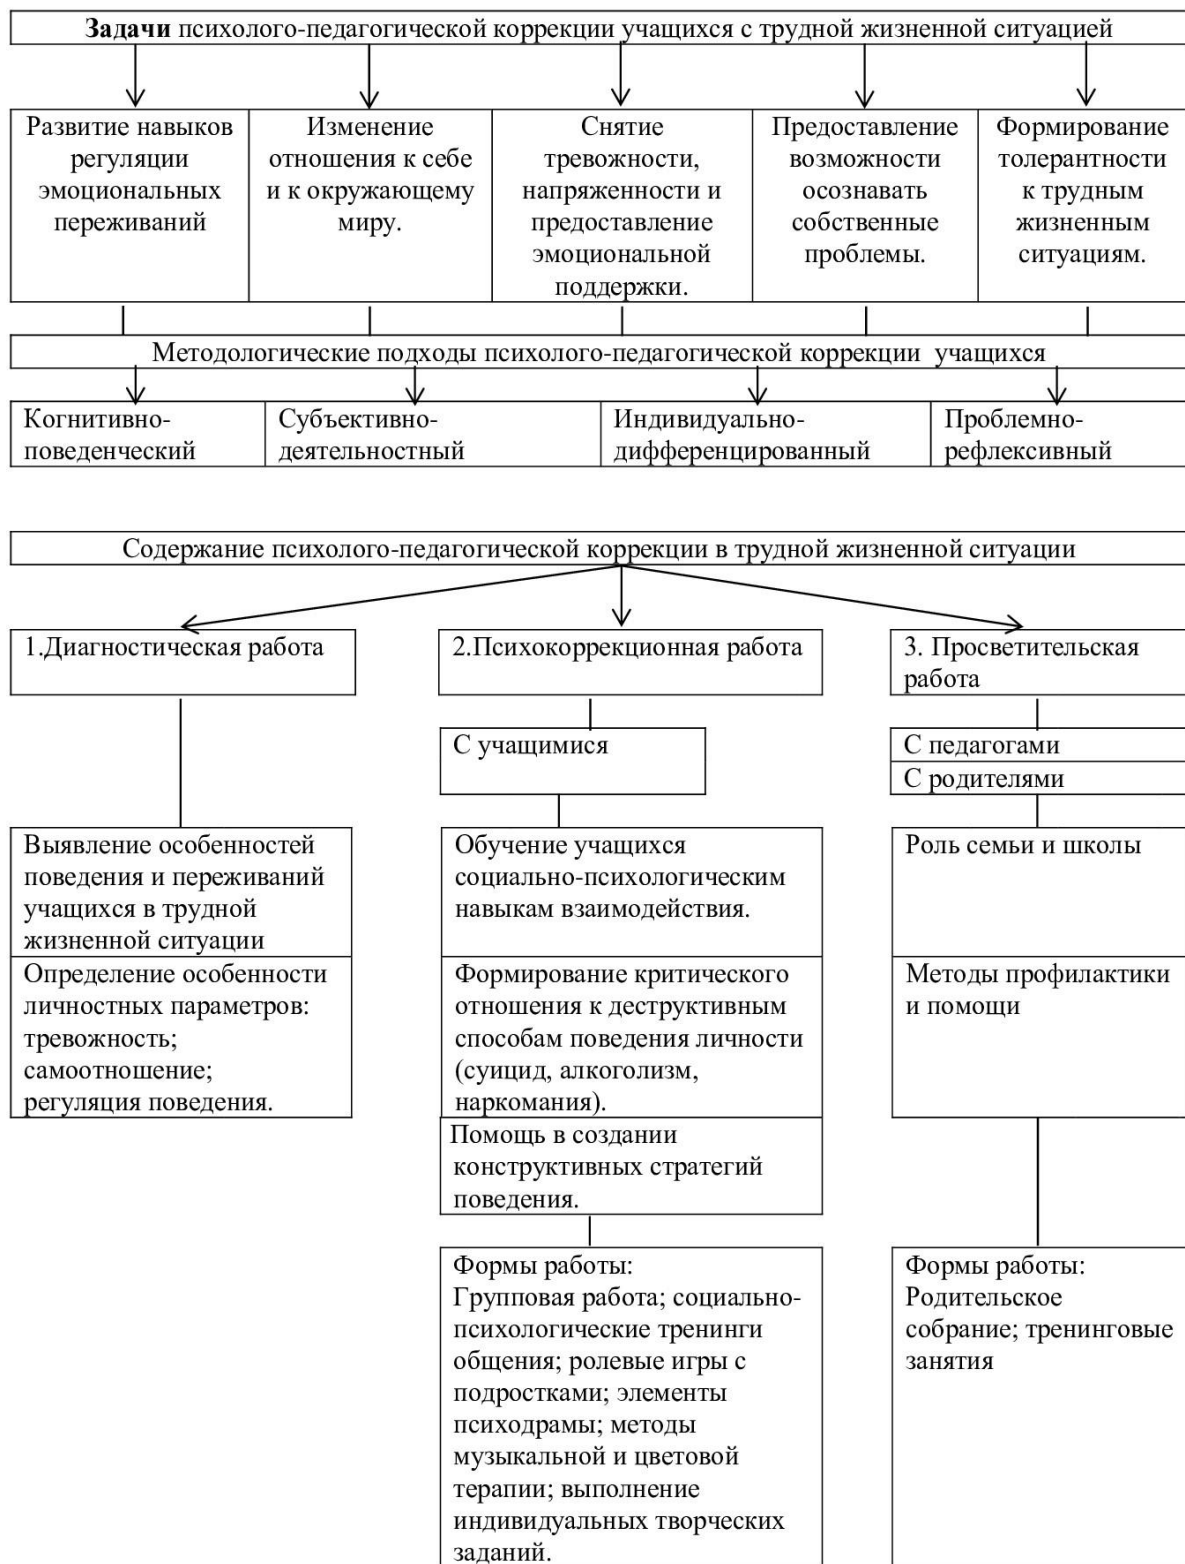 Задачи психолого-педагогической коррекции учащихся с трудной жизненной ситуацией
Развитие навыков
регуляции
эмоциональных
переживаний
Изменение
отношения к себе
и к окружающему
миру.
Снятие
тревожности,
напряженности и
предоставление
эмоциональной
поддержки.
Предоставление
возможности
осознавать
собственные
проблемы.
Формирование
толерантности
к трудным
жизненным
ситуациям.
Методологические подходы психолого-педагогической коррекции учащихся
Когнитивно-
поведенческий
Субъективно-
деятельностный
Индивидуально-
дифференцированный
Проблемно-
рефлексивный
Содержание психолого-педагогической коррекции в трудной жизненной ситуации
1.Диагностическая работа
2.Психокоррекционная работа
3. Просветительская
работа
С учащимися
С педагогами
С родителями
Выявление особенностей
поведения и переживаний
учащихся в трудной
жизненной ситуации
Определение особенности
личностных параметров:
тревожность;
самоотношение;
регуляция поведения.
Обучение учащихся
социально-психологическим
навыкам взаимодействия.
Формирование критического
отношения к деструктивным
способам поведения личности
(суицид, алкоголизм,
наркомания).
Помощь в создании
конструктивных стратегий
поведения.
Формы работы:
Групповая работа; социально-
психологические тренинги
общения; ролевые игры с
подростками; элементы
психодрамы; методы
музыкальной и цветовой
терапии; выполнение
индивидуальных творческих
заданий.
Роль семьи и школы
Методы профилактики
и помощи
Формы работы:
Родительское
собрание; тренинговые
занятия